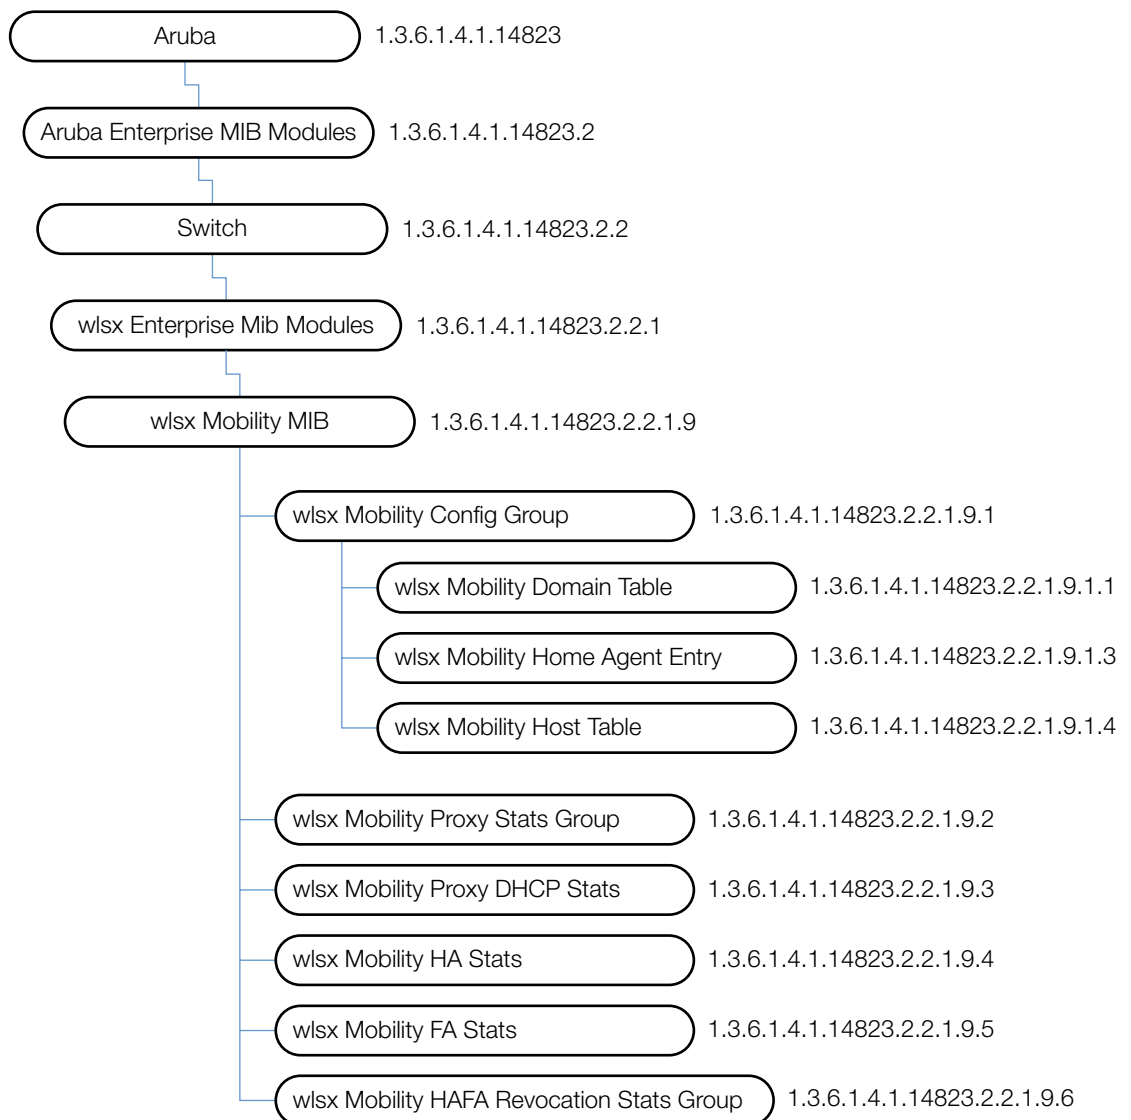 Aruba 1.3.6.1.4.1.14823
Aruba Enterprise MIB Modules 1.3.6.1.4.1.14823.2
Switch 1.3.6.1.4.1.14823.2.2
wlsx Enterprise Mib Modules 1.3.6.1.4.1.14823.2.2.1
wlsx Mobility MIB 1.3.6.1.4.1.14823.2.2.1.9
wlsx Mobility Config Group 1.3.6.1.4.1.14823.2.2.1.9.1
wlsx Mobility Domain Table 1.3.6.1.4.1.14823.2.2.1.9.1.1
wlsx Mobility Home Agent Entry 1.3.6.1.4.1.14823.2.2.1.9.1.3
wlsx Mobility Host Table 1.3.6.1.4.1.14823.2.2.1.9.1.4
wlsx Mobility Proxy Stats Group 1.3.6.1.4.1.14823.2.2.1.9.2
wlsx Mobility Proxy DHCP Stats 1.3.6.1.4.1.14823.2.2.1.9.3
wlsx Mobility HA Stats 1.3.6.1.4.1.14823.2.2.1.9.4
wlsx Mobility FA Stats 1.3.6.1.4.1.14823.2.2.1.9.5
wlsx Mobility HAFA Revocation Stats Group 1.3.6.1.4.1.14823.2.2.1.9.6